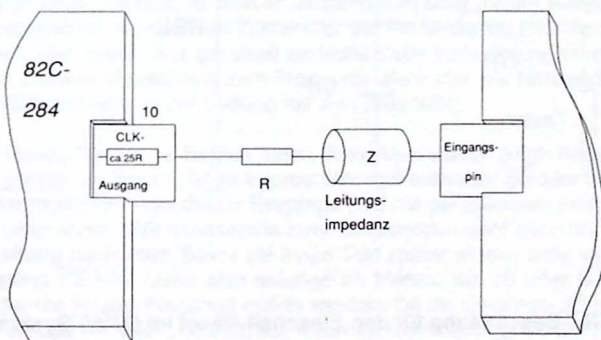 82C-
284
10
CLK-
ca.25R
Ausgang
R
Z
Leitungs-
impedanz
Eingangs-
pin